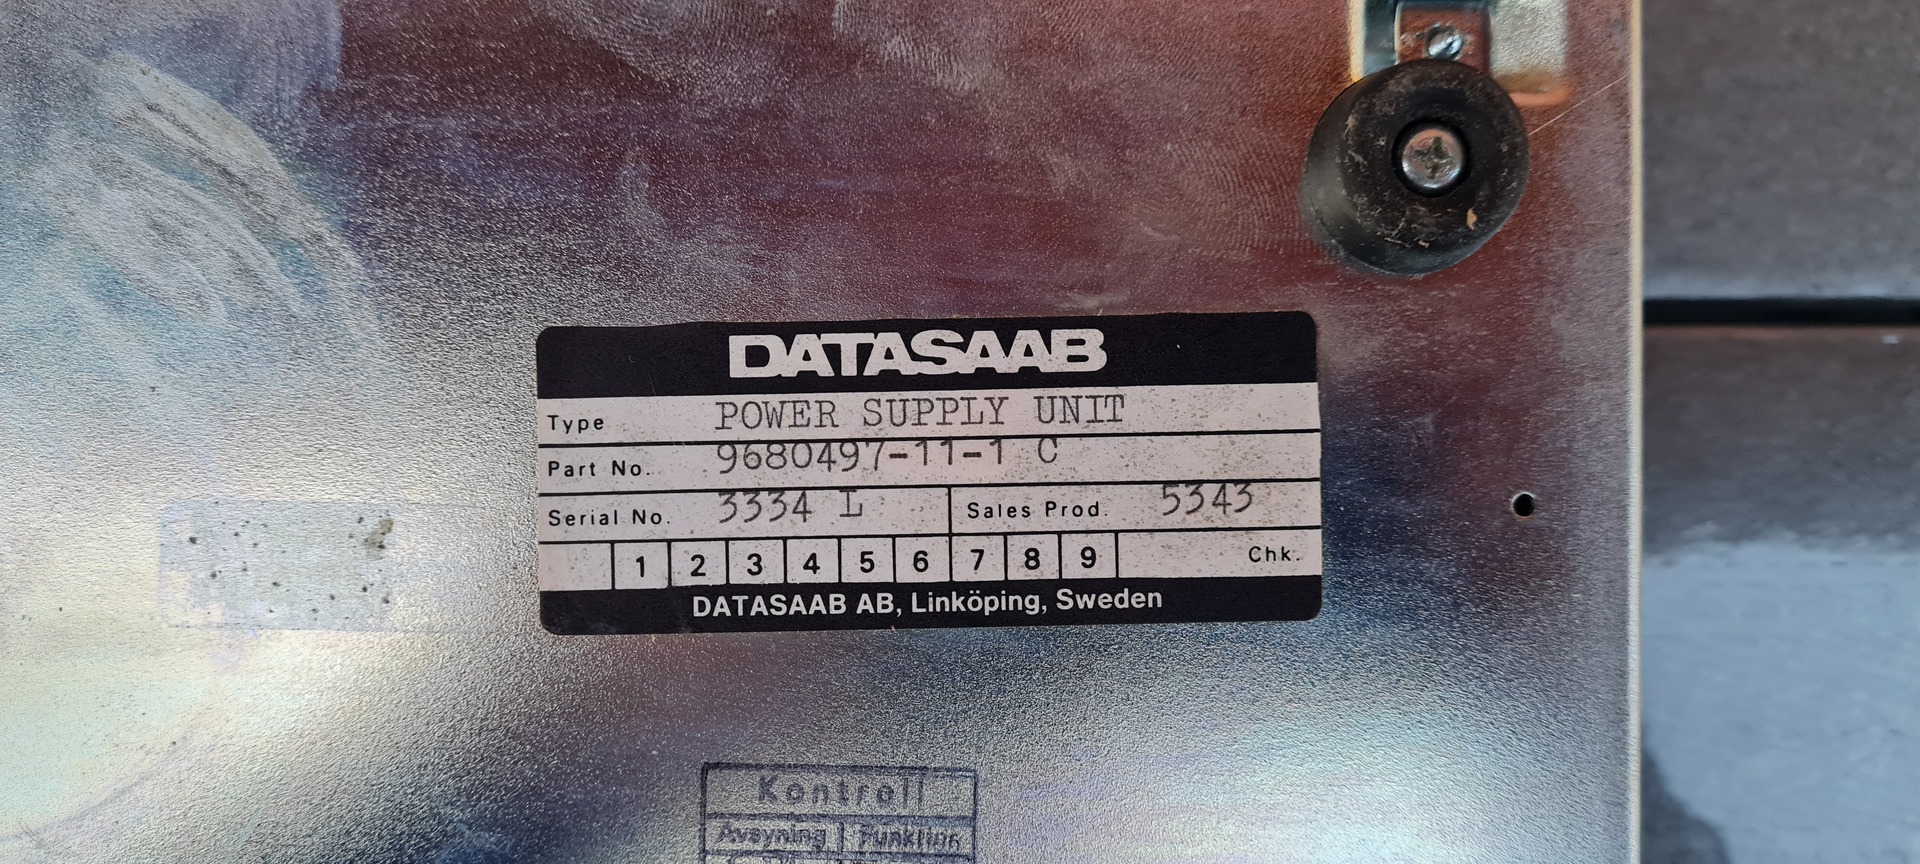 DATASAAB
Type POWER SUPPLY UNIT
Part No. 9680497-11-1 C
Serial No. 3334 L Sales Prod. 5343
1 2 3 4 5 6 7 8 9 Chk.
DATASAAB AB, Linköping, Sweden
Kontroll
Avsyning Funktion